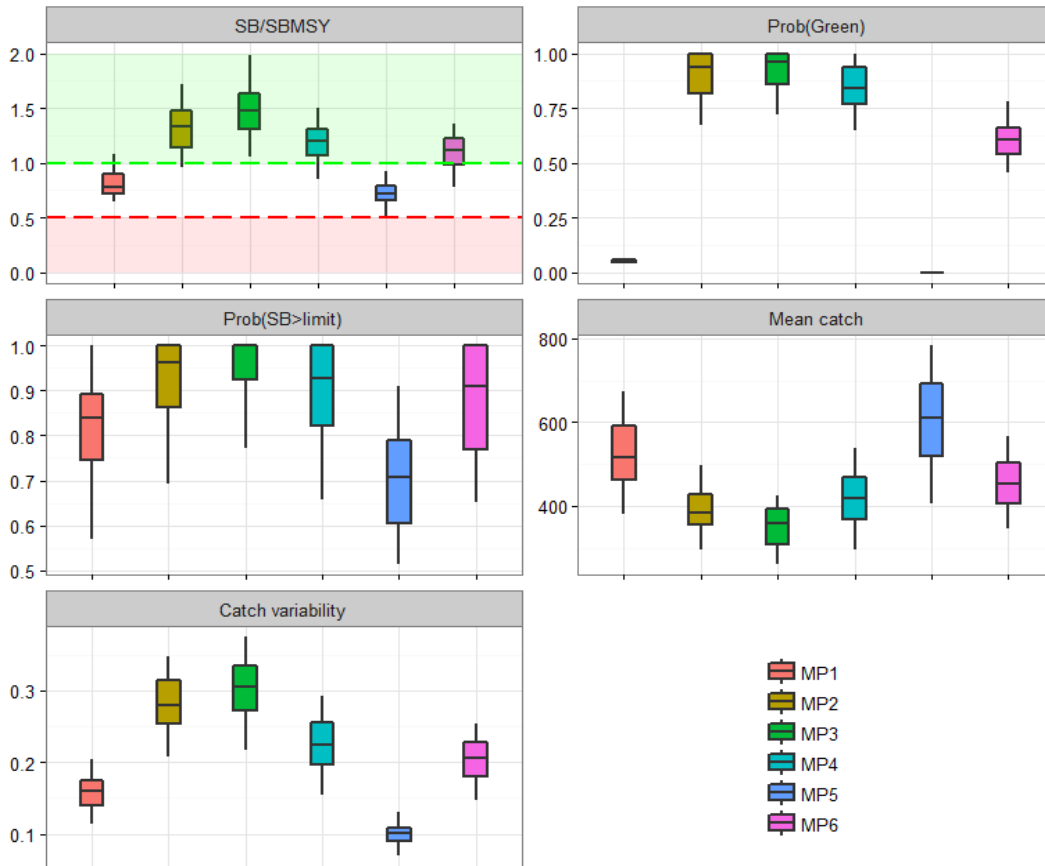 SB/SBMSY
2.0
1.5
1.0
0.5
0.0
Prob(Green)
1.00
0.75
0.50
0.25
0.00
Prob(SB>limit)
1.0
0.9
0.8
0.7
0.6
0.5
Mean catch
800
600
400
Catch variability
0.3
0.2
0.1
MP1
MP2
MP3
MP4
MP5
MP6